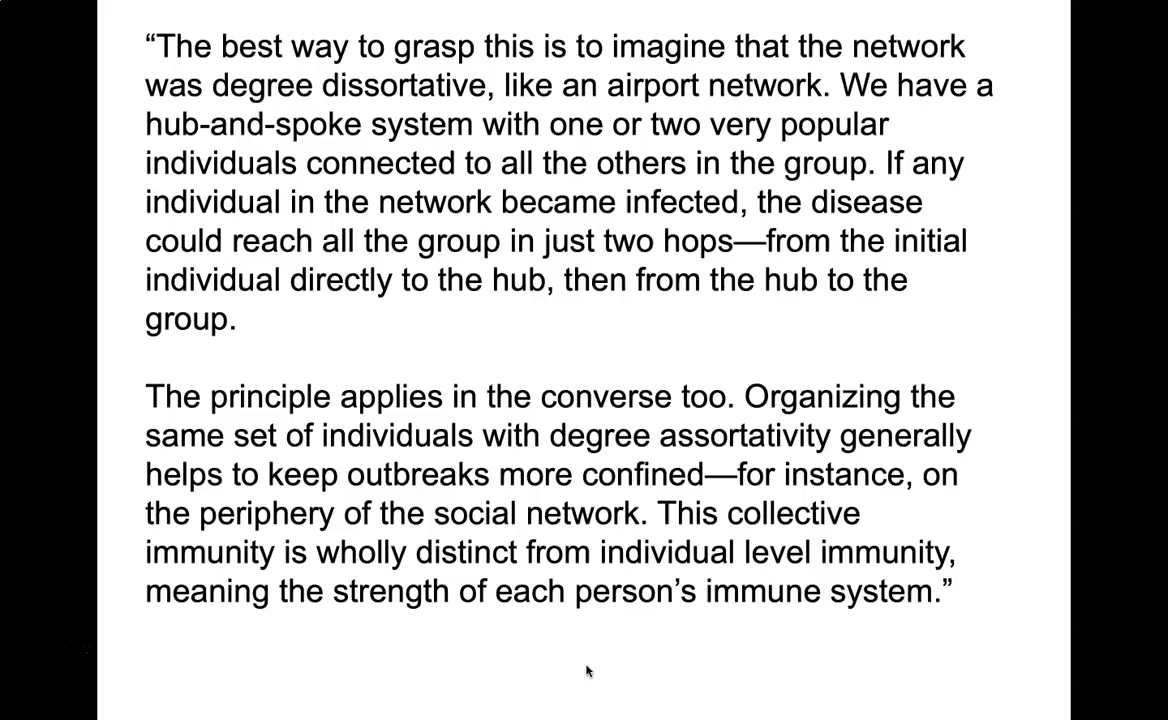 “The best way to grasp this is to imagine that the network
was degree dissortative, like an airport network. We have a
hub-and-spoke system with one or two very popular
individuals connected to all the others in the group. If any
individual in the network became infected, the disease
could reach all the group in just two hops—from the initial
individual directly to the hub, then from the hub to the
group.
The principle applies in the converse too. Organizing the
same set of individuals with degree assortativity generally
helps to keep outbreaks more confined—for instance, on
the periphery of the social network. This collective
immunity is wholly distinct from individual level immunity,
meaning the strength of each person’s immune system.”